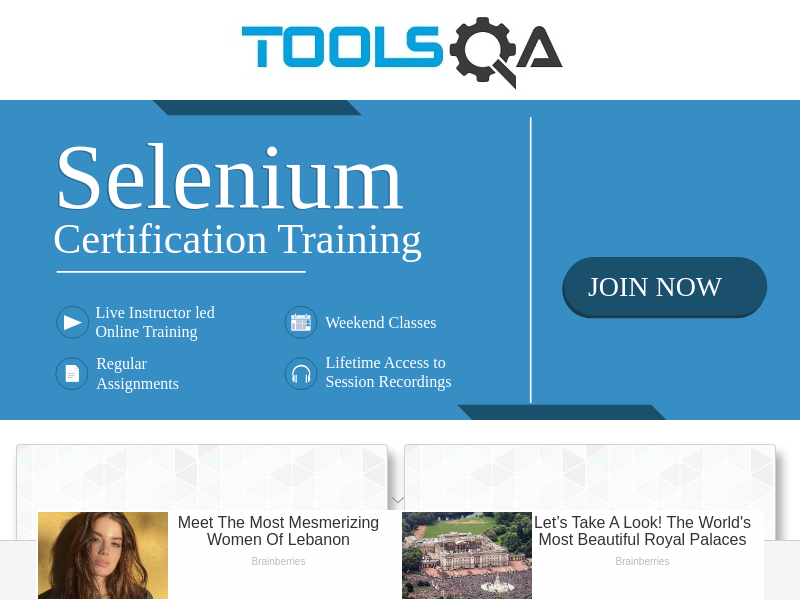 TOOLSQA
Selenium
Certification Training
JOIN NOW
Live Instructor led
Online Training
Weekend Classes
Regular
Assignments
Lifetime Access to
Session Recordings
Meet The Most Mesmerizing
Women Of Lebanon
Brainberries
Let’s Take A Look! The World's
Most Beautiful Royal Palaces
Brainberries